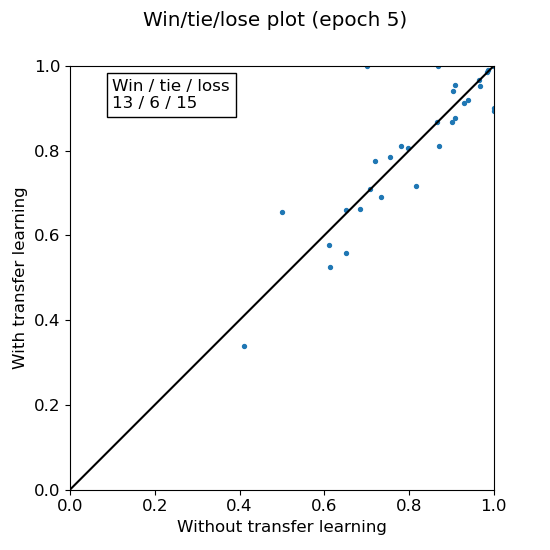 Win/tie/lose plot (epoch 5)
Win / tie / loss
13 / 6 / 15
1.0
0.8
0.6
0.4
0.2
0.0
With transfer learning
0.0 0.2 0.4 0.6 0.8 1.0
Without transfer learning